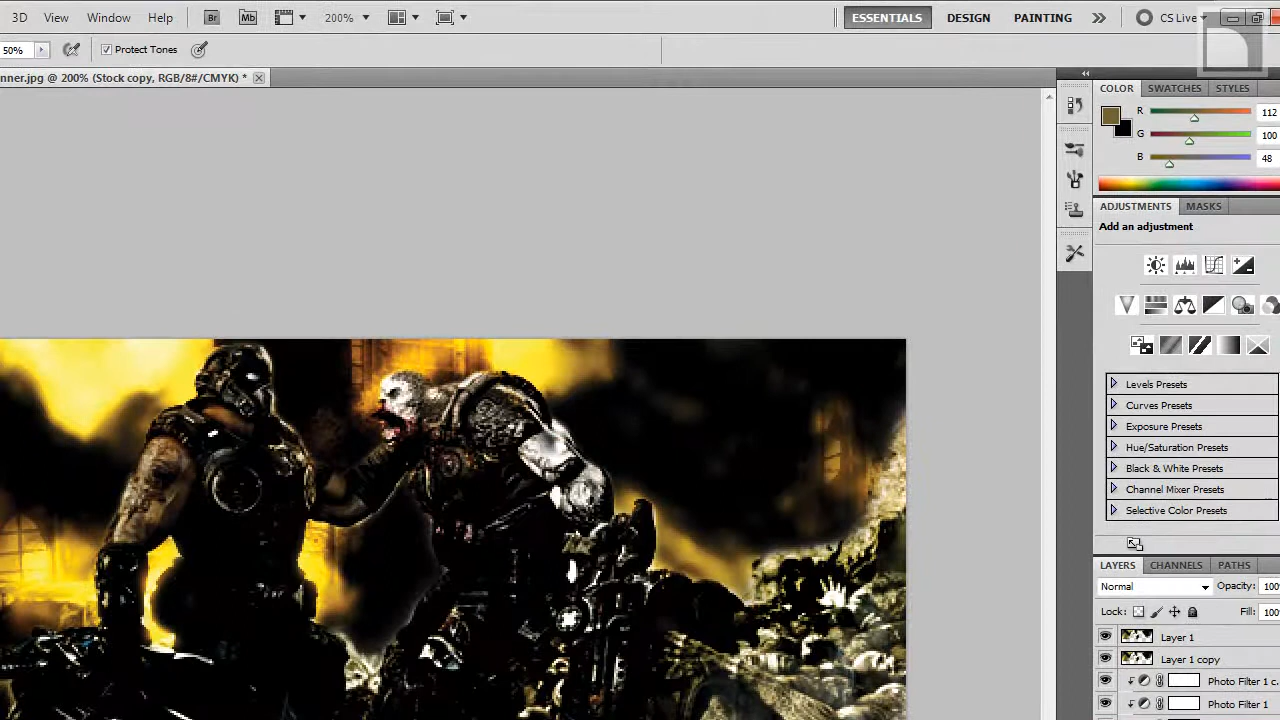 3D View Window Help Br Mb 200% ESSENTIALS DESIGN PAINTING CS Live
50% Protect Tones
nner.jpg @ 200% (Stock copy, RGB/8#/CMYK) *
COLOR SWATCHES STYLES
R 112
G 100
B 48
ADJUSTMENTS MASKS
Add an adjustment
Levels Presets
Curves Presets
Exposure Presets
Hue/Saturation Presets
Black & White Presets
Channel Mixer Presets
Selective Color Presets
LAYERS CHANNELS PATHS
Normal Opacity: 100
Lock: Fill: 100
Layer 1
Layer 1 copy
Photo Filter 1 c.
Photo Filter 1